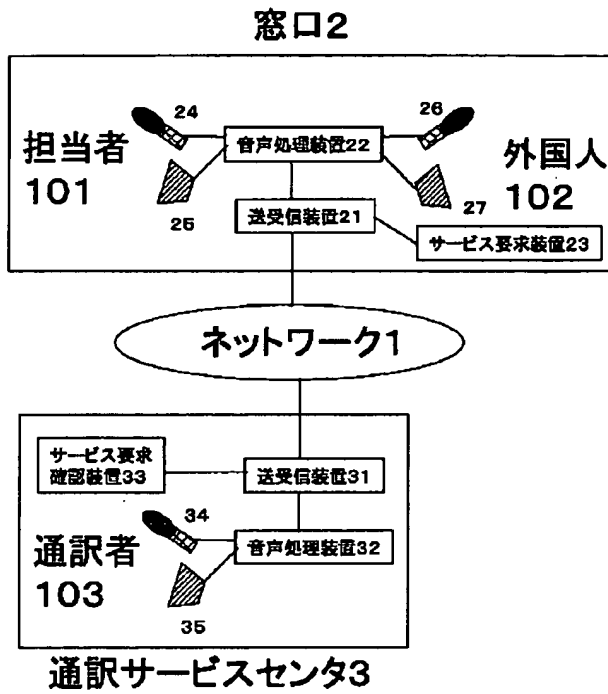 窓口2
24
26
担当者
101
音声処理装置22
外国人
102
25
27
送受信装置21
サービス要求装置23
ネットワーク1
サービス要求
確認装置33
送受信装置31
34
通訳者
103
音声処理装置32
35
通訳サービスセンタ3